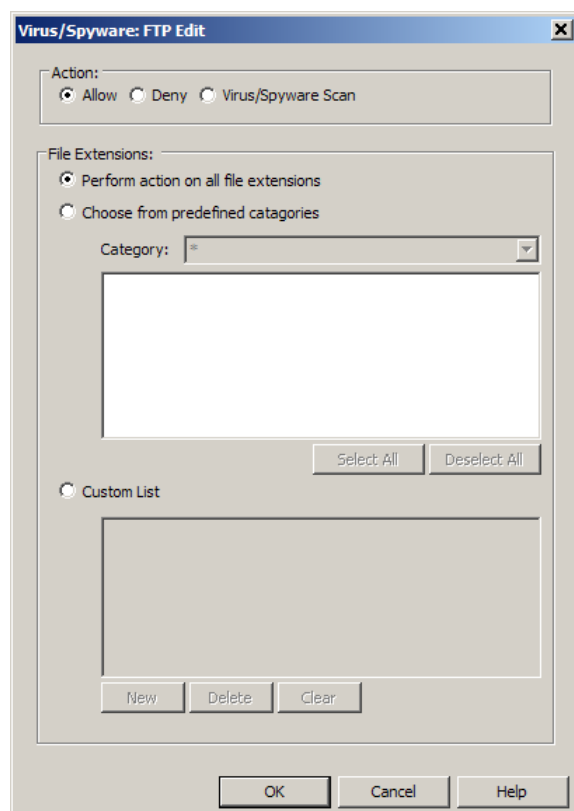 Virus/Spyware: FTP Edit
Action:
Allow Deny Virus/Spyware Scan
File Extensions:
Perform action on all file extensions
Choose from predefined catagories
Category: *
Select All Deselect All
Custom List
New Delete Clear
OK Cancel Help